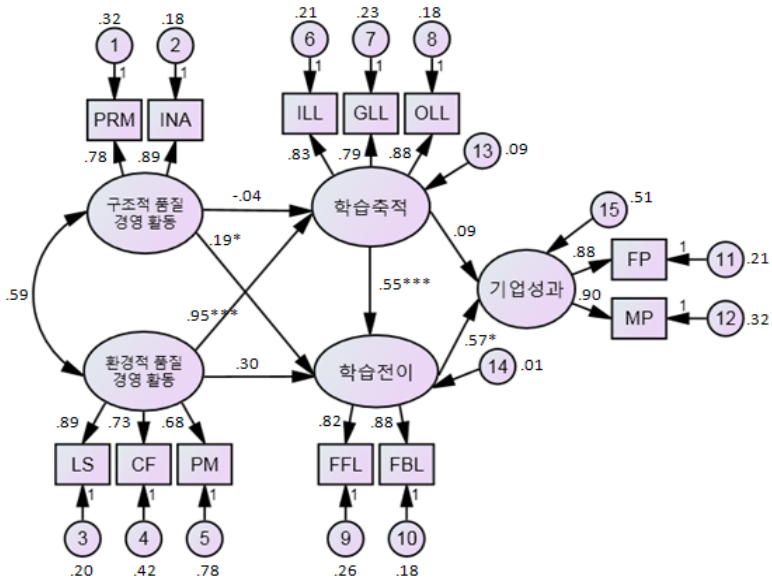 .32 .18 .21 .23 .18
1 2 6 7 8
1 1 1 1 1
PRM INA ILL GLL OLL
.78 .89 .83 .79 .88 13 .09
구조적 품질
경영 활동
-.04
학습축적
.19*
.09
15 .51
.88 FP 1 11 .21
기업성과
.59
.95*** .55***
.90 MP 1 12 .32
.57*
환경적 품질
경영 활동
.30
학습전이
14 .01
.89 .73 .68 .82 .88
LS CF PM FFL FBL
1 1 1 1 1
3 4 5 9 10
.20 .42 .78 .26 .18